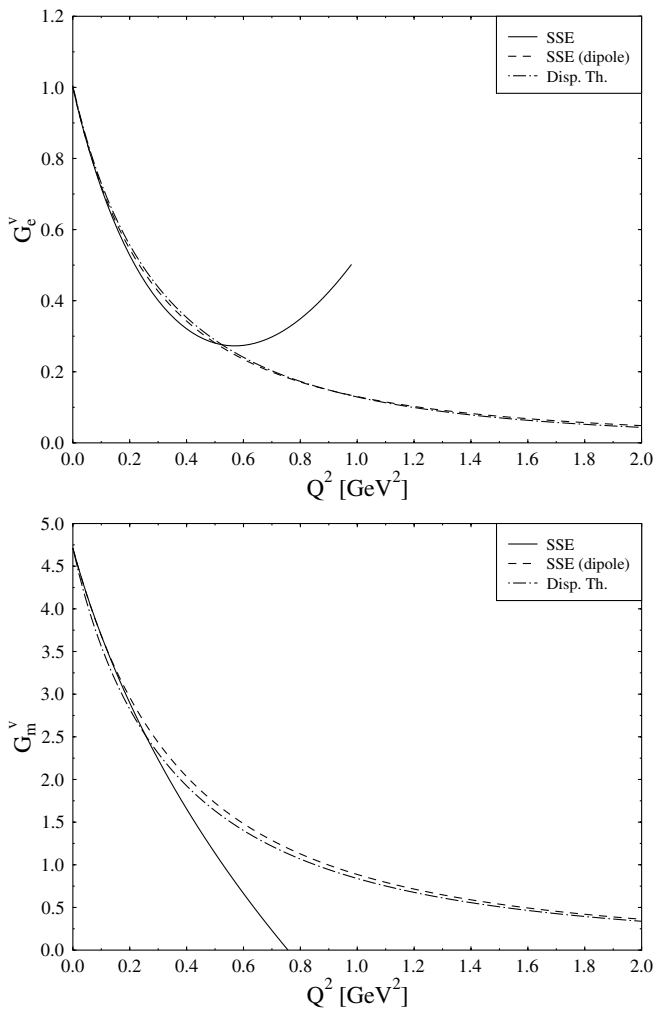 1.2
1.0
0.8
0.6
0.4
0.2
0.0
G_e^v
SSE
SSE (dipole)
Disp. Th.
0.0 0.2 0.4 0.6 0.8 1.0 1.2 1.4 1.6 1.8 2.0
Q^2 [GeV^2]
5.0
4.5
4.0
3.5
3.0
2.5
2.0
1.5
1.0
0.5
0.0
G_m^v
SSE
SSE (dipole)
Disp. Th.
0.0 0.2 0.4 0.6 0.8 1.0 1.2 1.4 1.6 1.8 2.0
Q^2 [GeV^2]